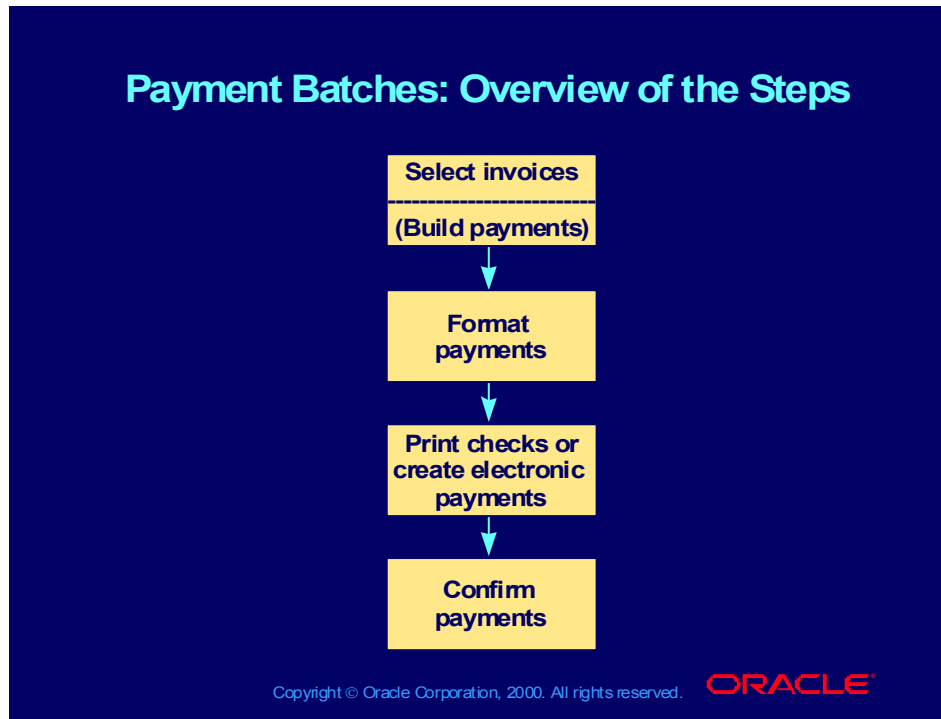 Payment Batches: Overview of the Steps
Select invoices
--------------------------
(Build payments)
Format
payments
Print checks or
create electronic
payments
Confirm
payments
Copyright © Oracle Corporation, 2000. All rights reserved.
ORACLE®